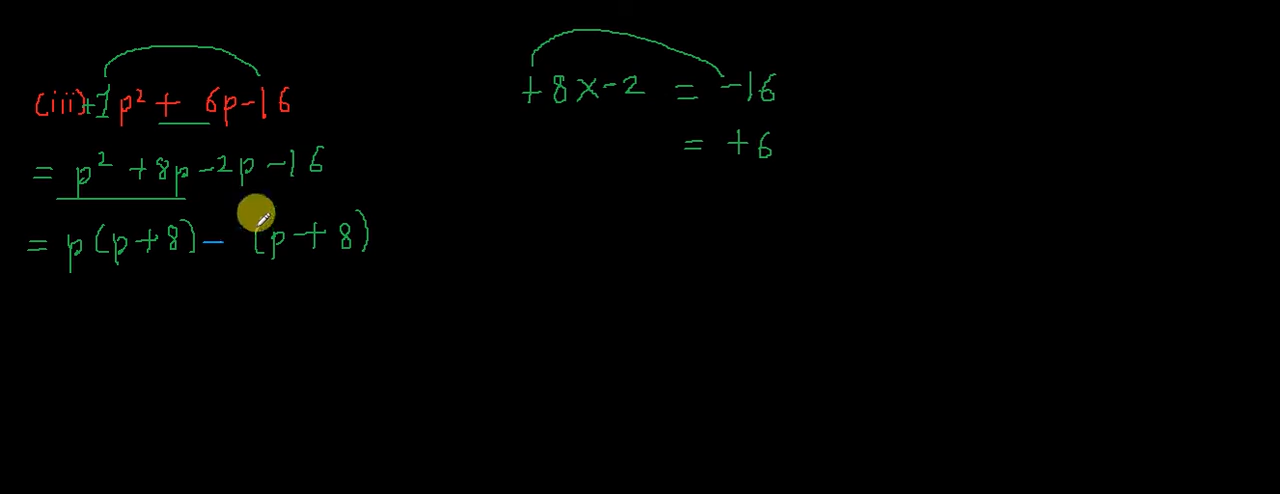 (iii)+1p² + 6p-16
= p² +8p -2p -16
= p(p+8) - (p+8)
+8x-2 = -16
= +6